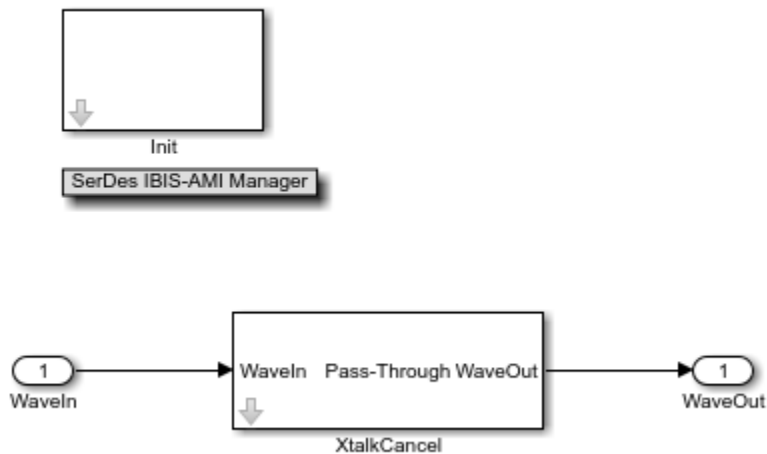 Init
SerDes IBIS-AMI Manager
1
WaveIn
WaveIn Pass-Through WaveOut
XtalkCancel
1
WaveOut